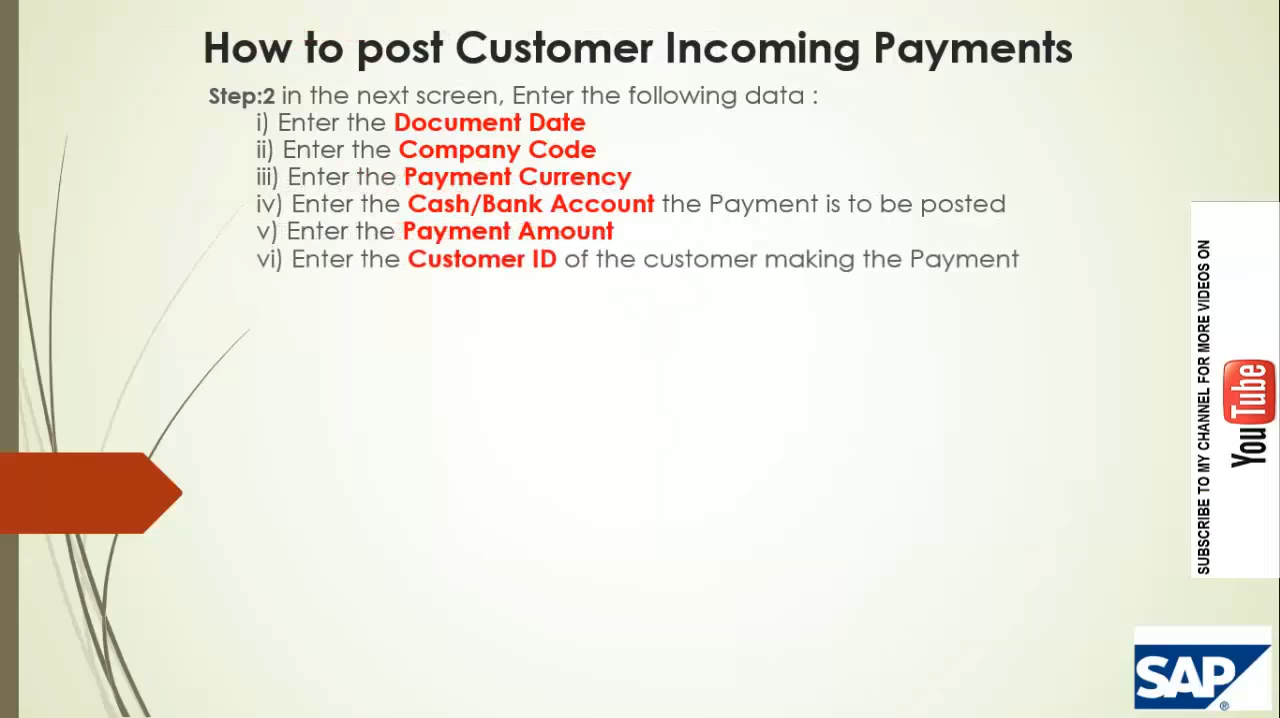 How to post Customer Incoming Payments
Step:2 in the next screen, Enter the following data :
i) Enter the Document Date
ii) Enter the Company Code
iii) Enter the Payment Currency
iv) Enter the Cash/Bank Account the Payment is to be posted
v) Enter the Payment Amount
vi) Enter the Customer ID of the customer making the Payment
SUBSCRIBE TO MY CHANNEL FOR MORE VIDEOS ON
YouTube
SAP®